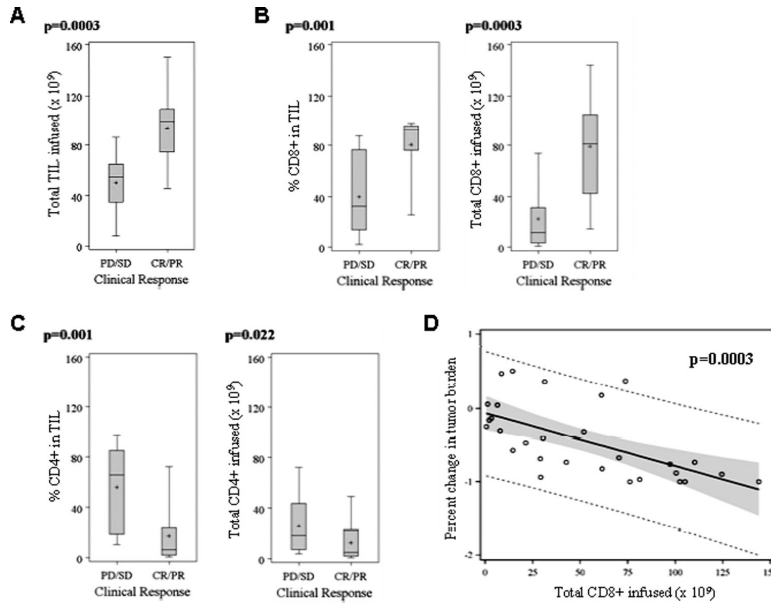 A
p=0.0003
160
120
80
40
0
Total TIL infused (x 10⁹)
PD/SD
CR/PR
Clinical Response
B
p=0.001
160
120
80
40
0
% CD8+ in TIL
PD/SD
CR/PR
Clinical Response
p=0.0003
160
120
80
40
0
Total CD8+ infused (x 10⁹)
PD/SD
CR/PR
Clinical Response
C
p=0.001
160
120
80
40
0
% CD4+ in TIL
PD/SD
CR/PR
Clinical Response
p=0.022
160
120
80
40
0
Total CD4+ infused (x 10⁹)
PD/SD
CR/PR
Clinical Response
D
p=0.0003
1
0
-1
-2
Percent change in tumor burden
0
25
50
75
100
125
150
Total CD8+ infused (x 10⁹)